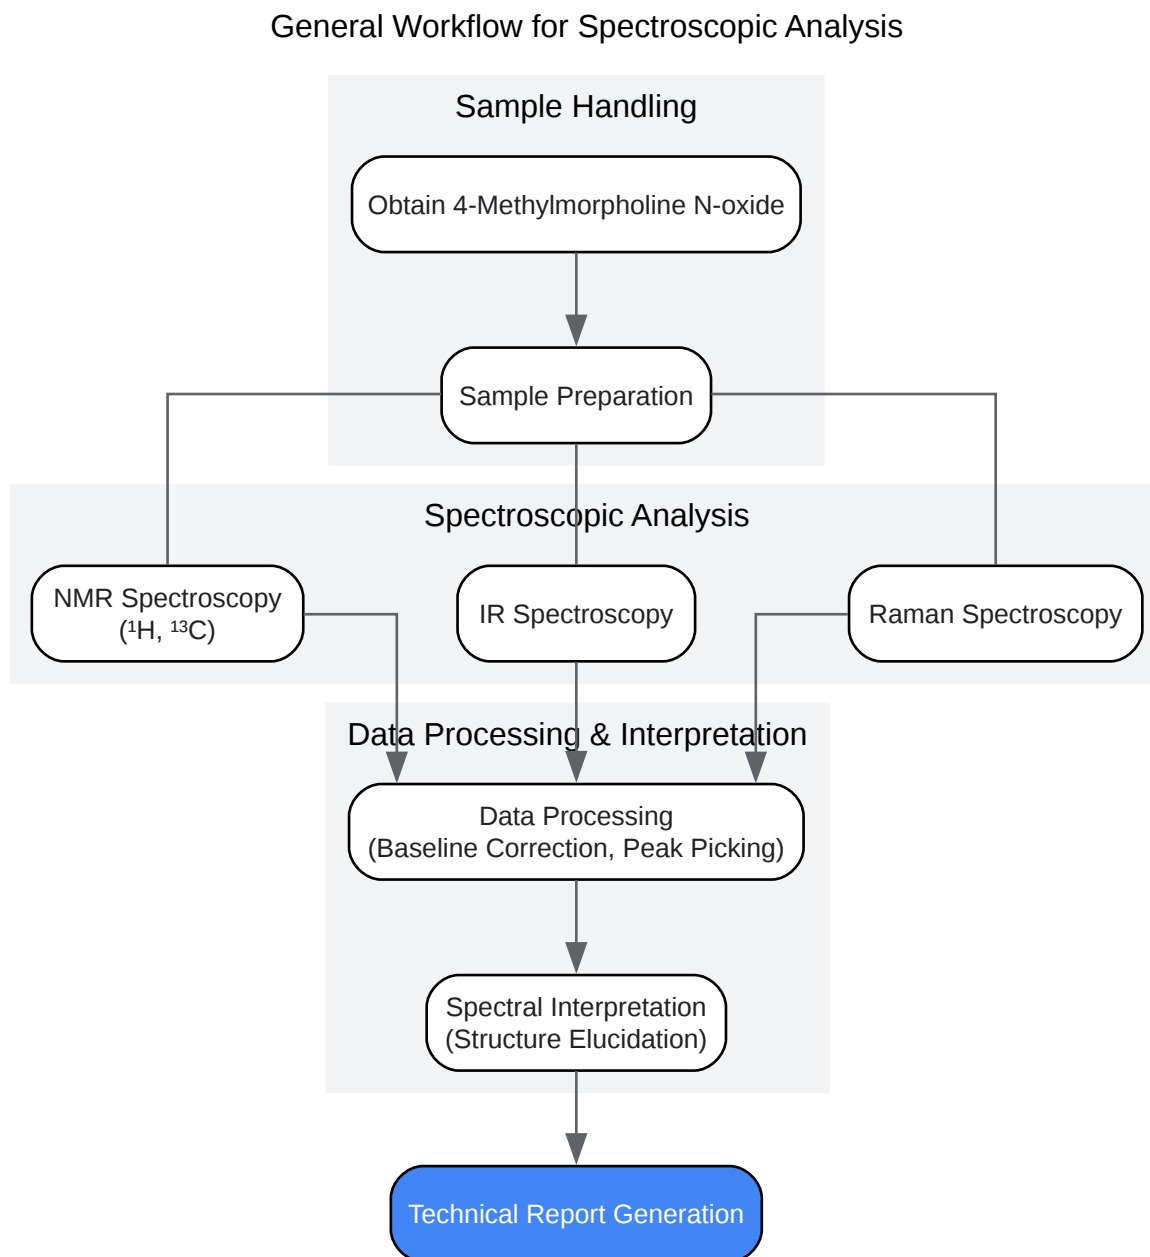 General Workflow for Spectroscopic Analysis
Sample Handling
Obtain 4-Methylmorpholine N-oxide
Sample Preparation
Spectroscopic Analysis
NMR Spectroscopy
(¹H, ¹³C)
IR Spectroscopy
Raman Spectroscopy
Data Processing & Interpretation
Data Processing
(Baseline Correction, Peak Picking)
Spectral Interpretation
(Structure Elucidation)
Technical Report Generation